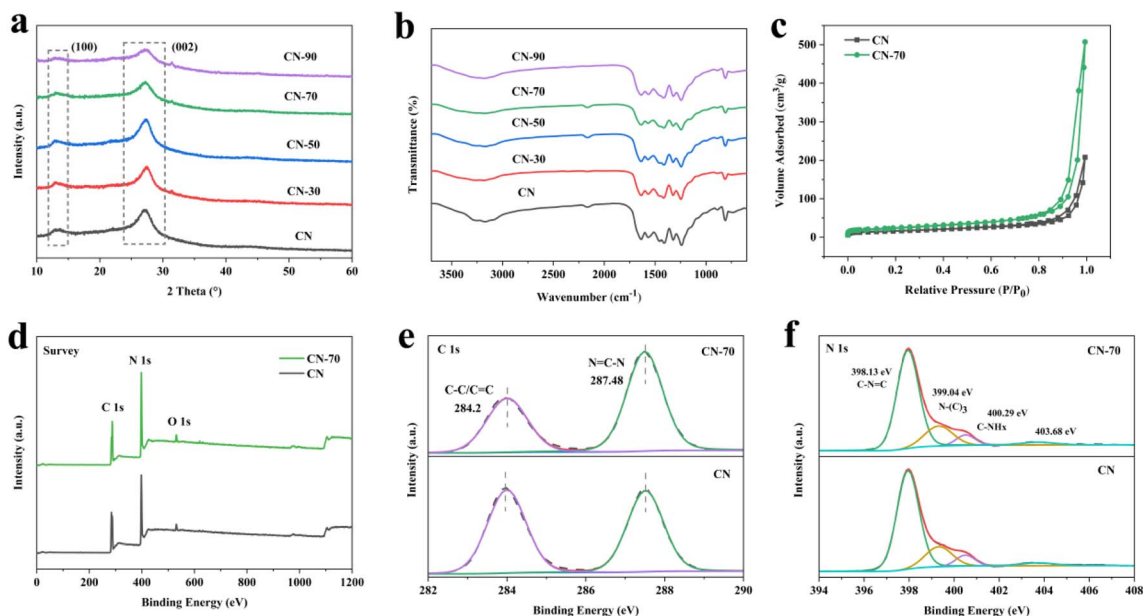 a
(100)
(002)
CN-90
CN-70
CN-50
CN-30
CN
Intensity (a.u.)
10 20 30 40 50 60
2 Theta (°)
b
CN-90
CN-70
CN-50
CN-30
CN
Transmittance (%)
3500 3000 2500 2000 1500 1000
Wavenumber (cm⁻¹)
c
CN
CN-70
500
400
300
200
100
0
Volume Adsorbed (cm³/g)
0.0 0.2 0.4 0.6 0.8 1.0
Relative Pressure (P/P₀)
d
Survey
N 1s
C 1s
O 1s
CN-70
CN
Intensity (a.u.)
0 200 400 600 800 1000 1200
Binding Energy (eV)
e
C 1s
CN-70
N=C-N
287.48
C-C/C=C
284.2
CN
Intensity (a.u.)
282 284 286 288 290
Binding Energy (eV)
f
N 1s
CN-70
398.13 eV
C-N=C
399.04 eV
N-(C)₃
400.29 eV
C-NHx
403.68 eV
CN
Intensity (a.u.)
394 396 398 400 402 404 406 408
Binding Energy (eV)